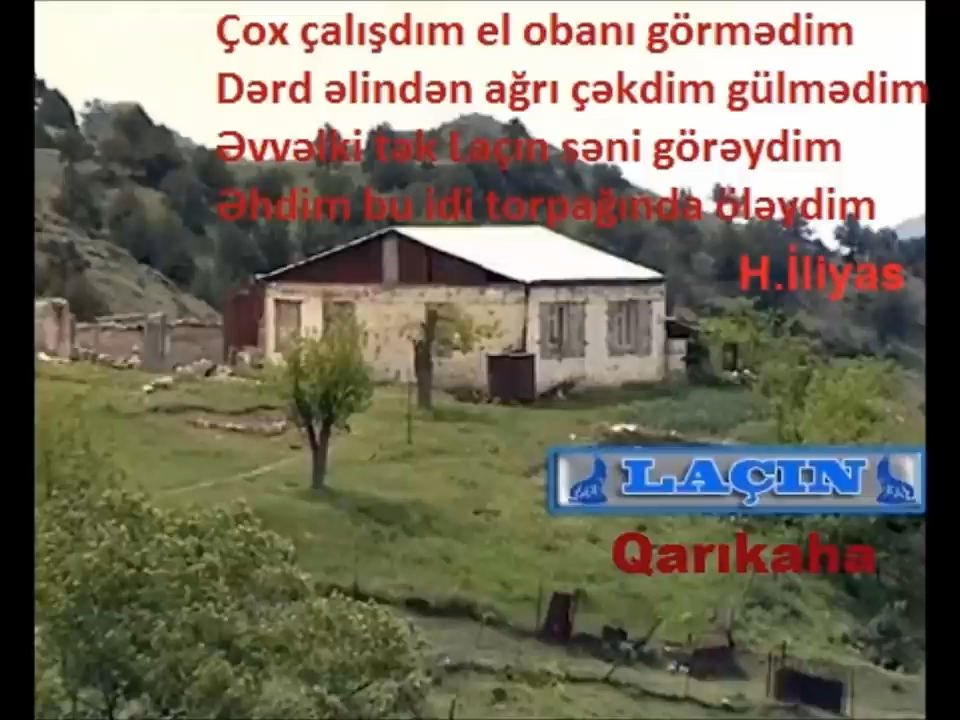 Çox çalışdım el obanı görmədim
Dərd əlindən ağrı çəkdim gülmədim
Əvvəlki tək Laçın səni görəydim
Əhdim bu idi torpağında öləydim
H.İliyas
LAÇIN
Qarıkaha